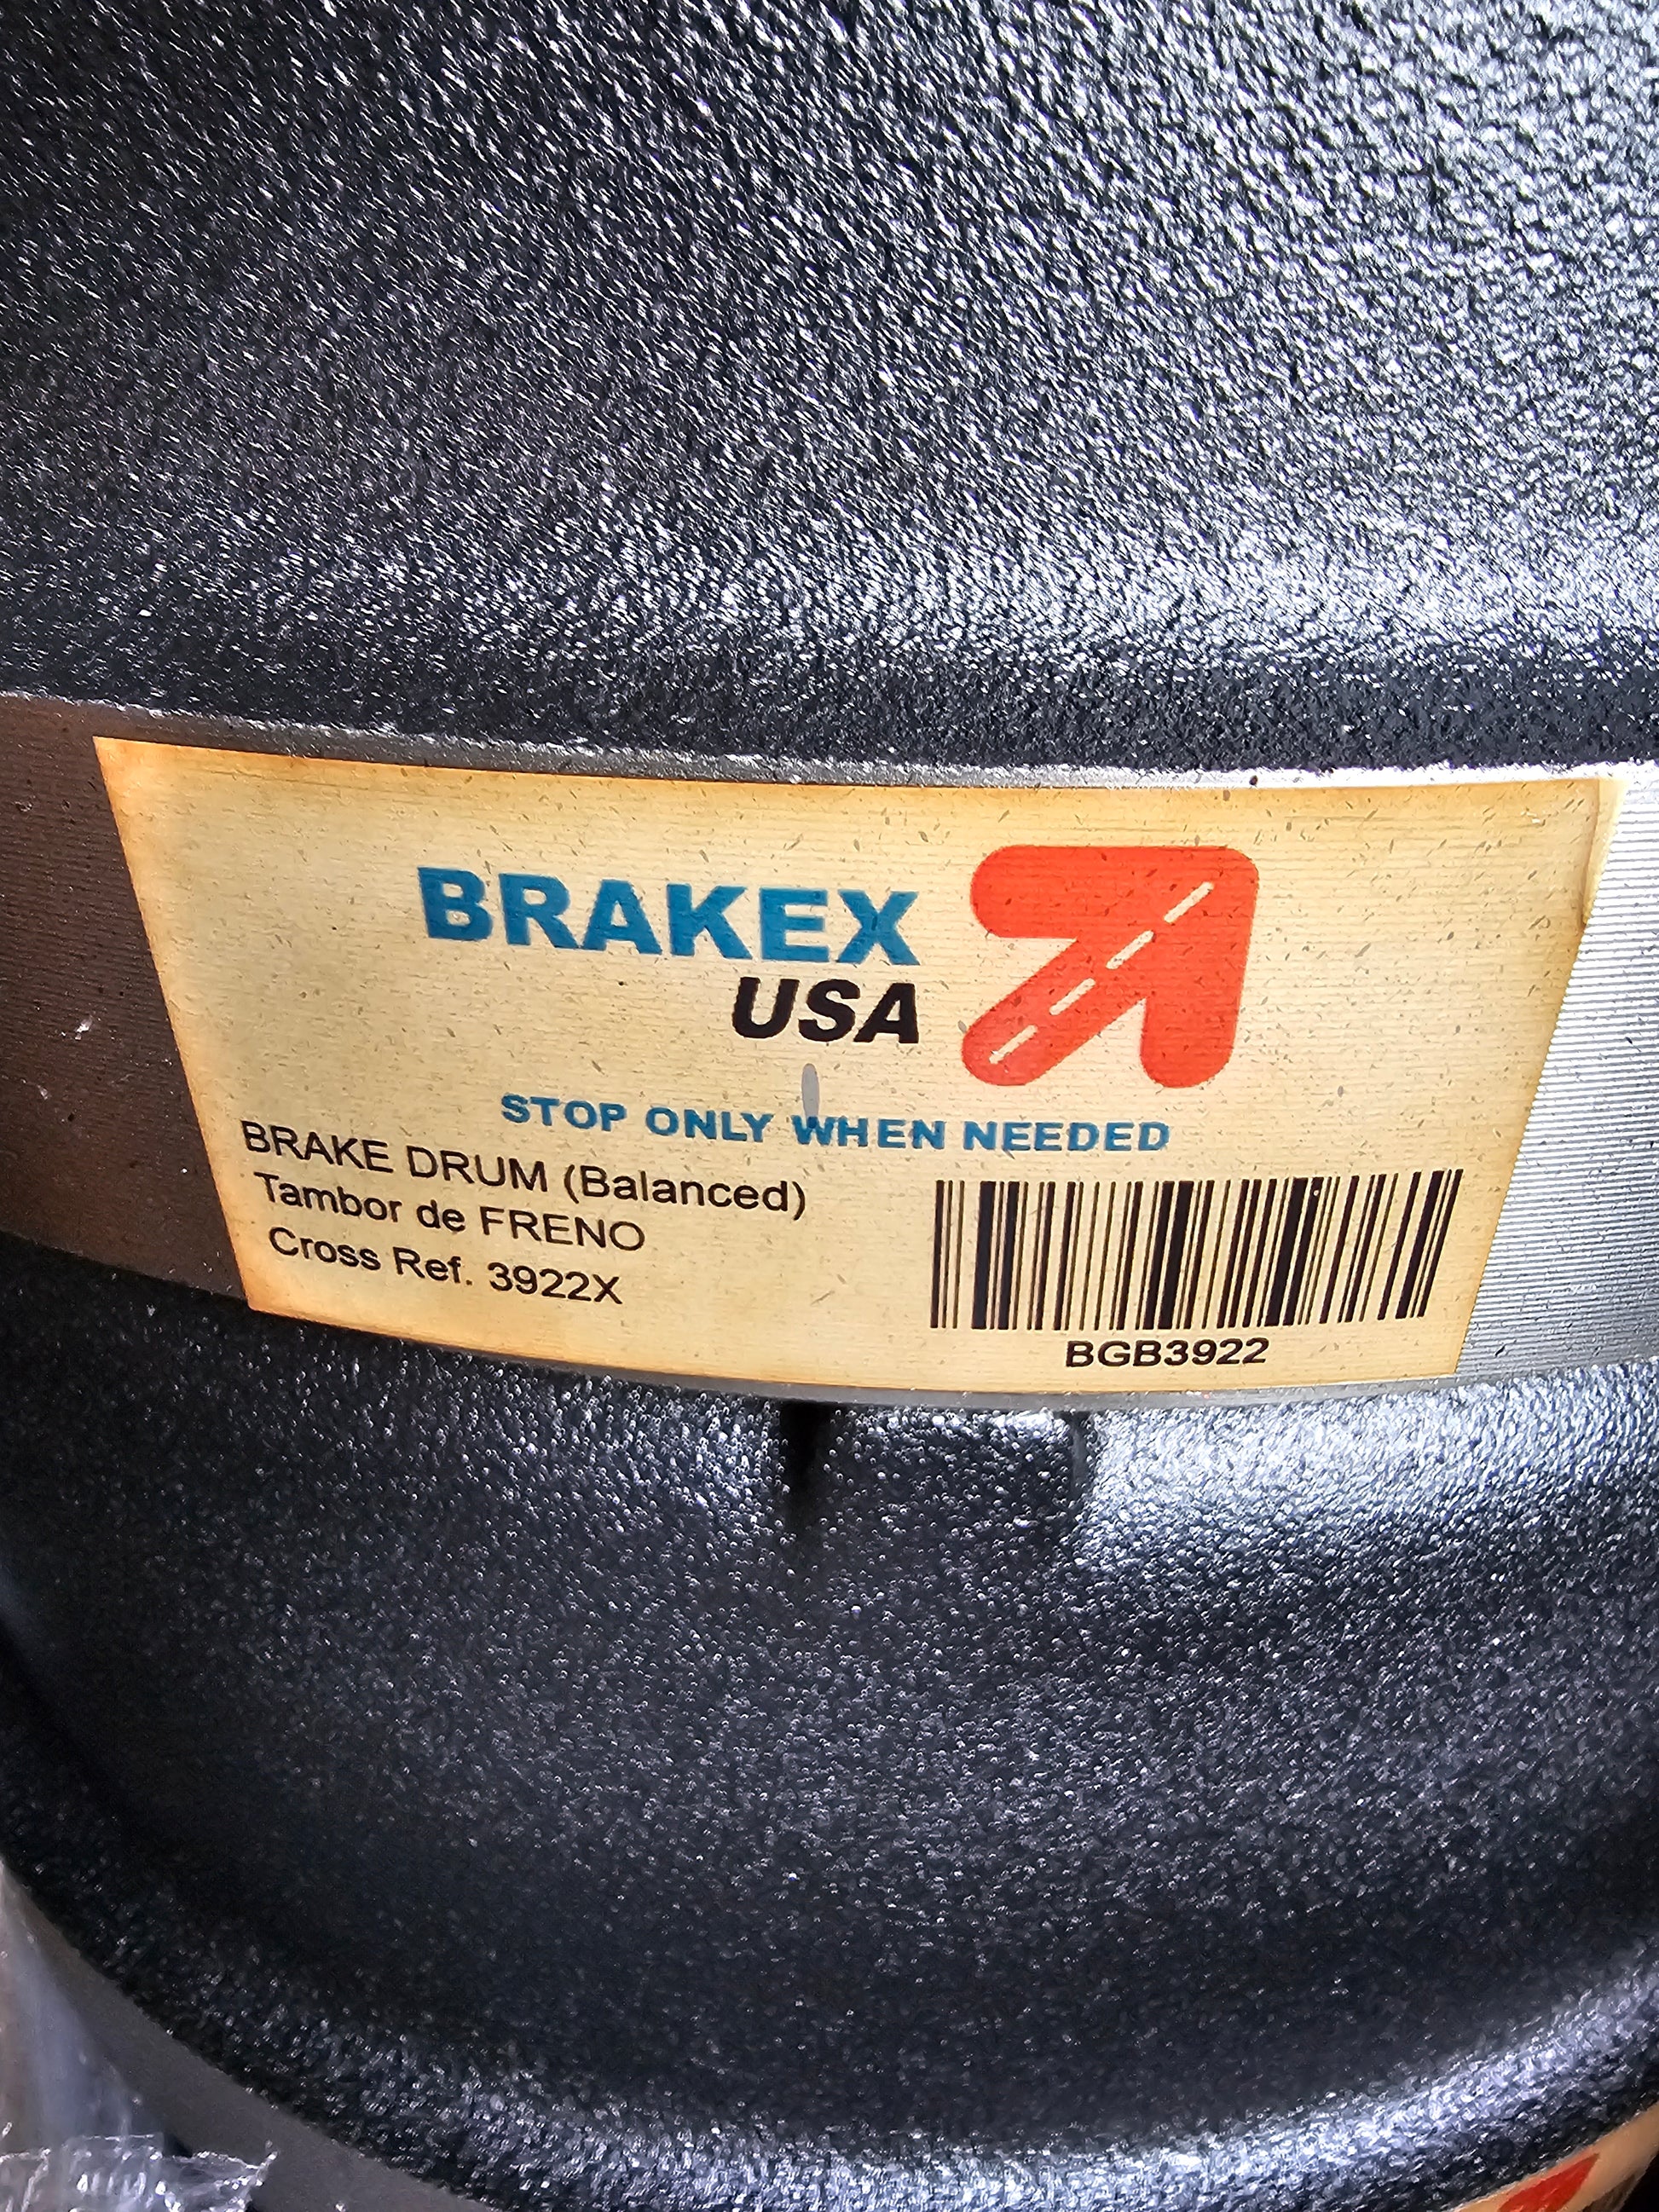 BRAKEX
USA
STOP ONLY WHEN NEEDED
BRAKE DRUM (Balanced)
Tambor de FRENO
Cross Ref. 3922X
BGB3922